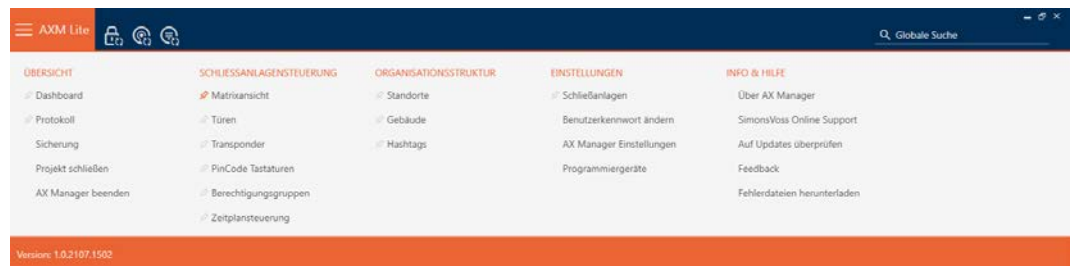 AXM Lite
Globale Suche
ÜBERSICHT
Dashboard
Protokoll
Sicherung
Projekt schließen
AX Manager beenden
SCHLIESSANLAGENSTEUERUNG
Matrixansicht
Türen
Transponder
PinCode Tastaturen
Berechtigungsgruppen
Zeitplansteuerung
ORGANISATIONSSTRUKTUR
Standorte
Gebäude
Hashtags
EINSTELLUNGEN
Schließanlagen
Benutzerkennwort ändern
AX Manager Einstellungen
Programmiergeräte
INFO & HILFE
Über AX Manager
SimonsVoss Online Support
Auf Updates überprüfen
Feedback
Fehlerdateien herunterladen
Version: 1.0.2107.1502